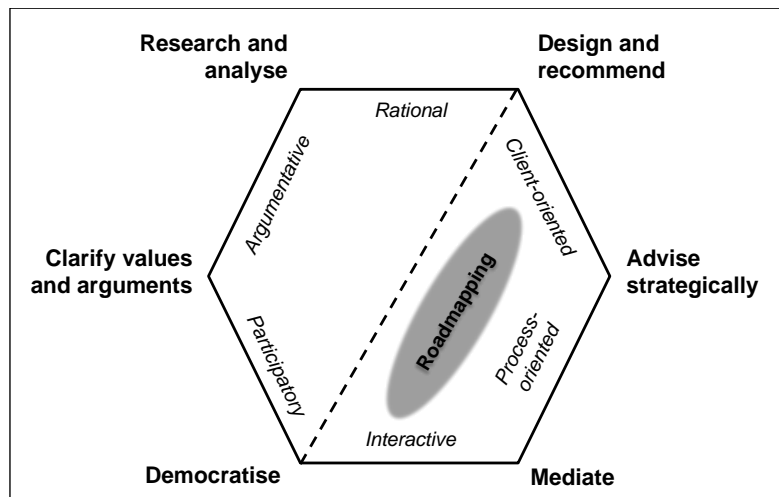 Research and
analyse
Design and
recommend
Rational
Argumentative
Client-oriented
Clarify values
and arguments
Roadmapping
Advise
strategically
Participatory
Process-
oriented
Interactive
Democratise
Mediate